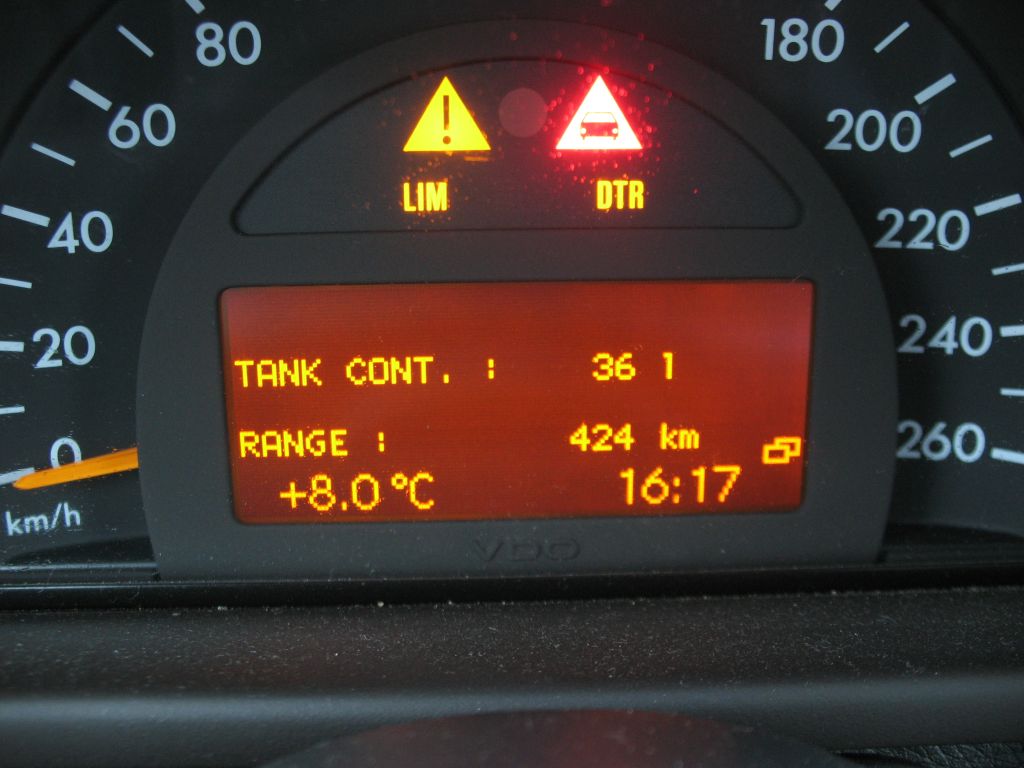 80
180
60
200
LIM DTR
40
220
20
240
TANK CONT. : 36 l
RANGE : 424 km
0
260
+8.0 °C 16:17
km/h
VDO